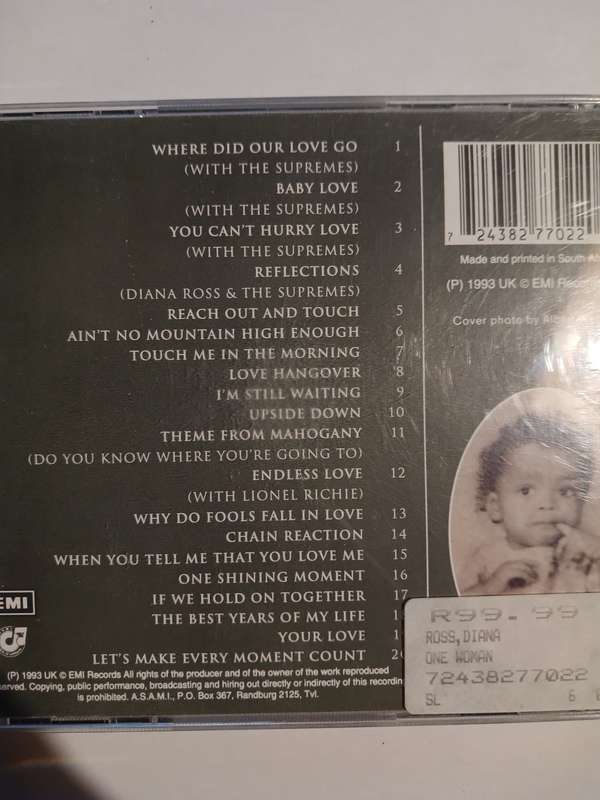 WHERE DID OUR LOVE GO 1
(WITH THE SUPREMES)
BABY LOVE 2
(WITH THE SUPREMES)
YOU CAN'T HURRY LOVE 3
(WITH THE SUPREMES)
REFLECTIONS 4
(DIANA ROSS & THE SUPREMES)
REACH OUT AND TOUCH 5
AIN'T NO MOUNTAIN HIGH ENOUGH 6
TOUCH ME IN THE MORNING 7
LOVE HANGOVER 8
I'M STILL WAITING 9
UPSIDE DOWN 10
THEME FROM MAHOGANY 11
(DO YOU KNOW WHERE YOU'RE GOING TO)
ENDLESS LOVE 12
(WITH LIONEL RICHIE)
WHY DO FOOLS FALL IN LOVE 13
CHAIN REACTION 14
WHEN YOU TELL ME THAT YOU LOVE ME 15
ONE SHINING MOMENT 16
IF WE HOLD ON TOGETHER 17
THE BEST YEARS OF MY LIFE
YOUR LOVE
LET'S MAKE EVERY MOMENT COUNT
EMI
(P) 1993 UK © EMI Records All rights of the producer and of the owner of the work reproduced
Copying, public performance, broadcasting and hiring out directly or indirectly of this
is prohibited. A.S.A.M.I., P.O. Box 367, Randburg 2125, Tvl.
7 24382 77022
Made and printed in South
(P) 1993 UK © EMI
Cover photo by
R99.99
ROSS,DIANA
ONE WOMAN
72438277022
SL 6